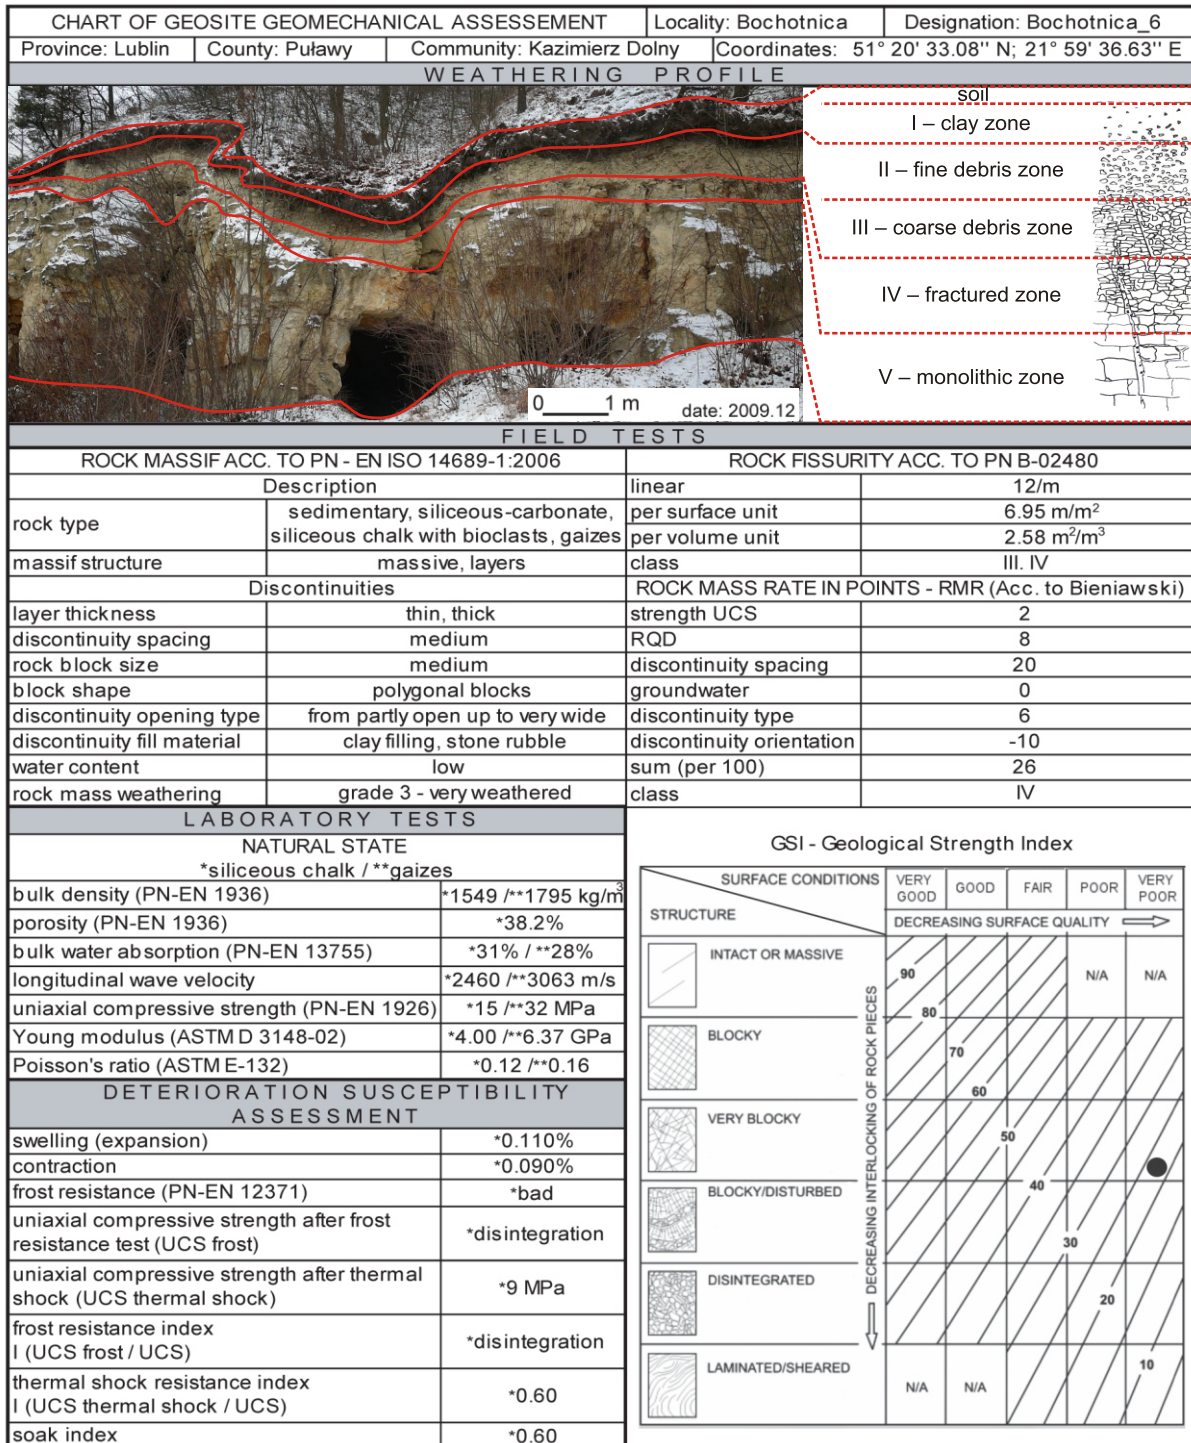 CHART OF GEOSITE GEOMECHANICAL ASSESSEMENT
Locality: Bochotnica
Designation: Bochotnica_6
Province: Lublin
County: Puławy
Community: Kazimierz Dolny
Coordinates: 51° 20' 33.08'' N; 21° 59' 36.63'' E
WEATHERING PROFILE
soil
I – clay zone
II – fine debris zone
III – coarse debris zone
IV – fractured zone
V – monolithic zone
0 1 m
date: 2009.12
FIELD TESTS
ROCK MASSIF ACC. TO PN - EN ISO 14689-1:2006
Description
rock type
sedimentary, siliceous-carbonate,
siliceous chalk with bioclasts, gaizes
massif structure
massive, layers
Discontinuities
layer thickness
thin, thick
discontinuity spacing
medium
rock block size
medium
block shape
polygonal blocks
discontinuity opening type
from partly open up to very wide
discontinuity fill material
clay filling, stone rubble
water content
low
rock mass weathering
grade 3 - very weathered
ROCK FISSURITY ACC. TO PN B-02480
linear
12/m
per surface unit
6.95 m/m²
per volume unit
2.58 m²/m³
class
III. IV
ROCK MASS RATE IN POINTS - RMR (Acc. to Bieniawski)
strength UCS
2
RQD
8
discontinuity spacing
20
groundwater
0
discontinuity type
6
discontinuity orientation
-10
sum (per 100)
26
class
IV
LABORATORY TESTS
NATURAL STATE
*siliceous chalk / **gaizes
bulk density (PN-EN 1936)
*1549 /**1795 kg/m³
porosity (PN-EN 1936)
*38.2%
bulk water absorption (PN-EN 13755)
*31% / **28%
longitudinal wave velocity
*2460 /**3063 m/s
uniaxial compressive strength (PN-EN 1926)
*15 /**32 MPa
Young modulus (ASTM D 3148-02)
*4.00 /**6.37 GPa
Poisson's ratio (ASTM E-132)
*0.12 /**0.16
DETERIORATION SUSCEPTIBILITY
ASSESSMENT
swelling (expansion)
*0.110%
contraction
*0.090%
frost resistance (PN-EN 12371)
*bad
uniaxial compressive strength after frost
resistance test (UCS frost)
*disintegration
uniaxial compressive strength after thermal
shock (UCS thermal shock)
*9 MPa
frost resistance index
I (UCS frost / UCS)
*disintegration
thermal shock resistance index
I (UCS thermal shock / UCS)
*0.60
soak index
*0.60
GSI - Geological Strength Index
SURFACE CONDITIONS
STRUCTURE
VERY
GOOD
GOOD
FAIR
POOR
VERY
POOR
DECREASING SURFACE QUALITY
DECREASING INTERLOCKING OF ROCK PIECES
INTACT OR MASSIVE
BLOCKY
VERY BLOCKY
BLOCKY/DISTURBED
DISINTEGRATED
LAMINATED/SHEARED
90
80
70
60
50
40
30
20
10
N/A
N/A
N/A
N/A